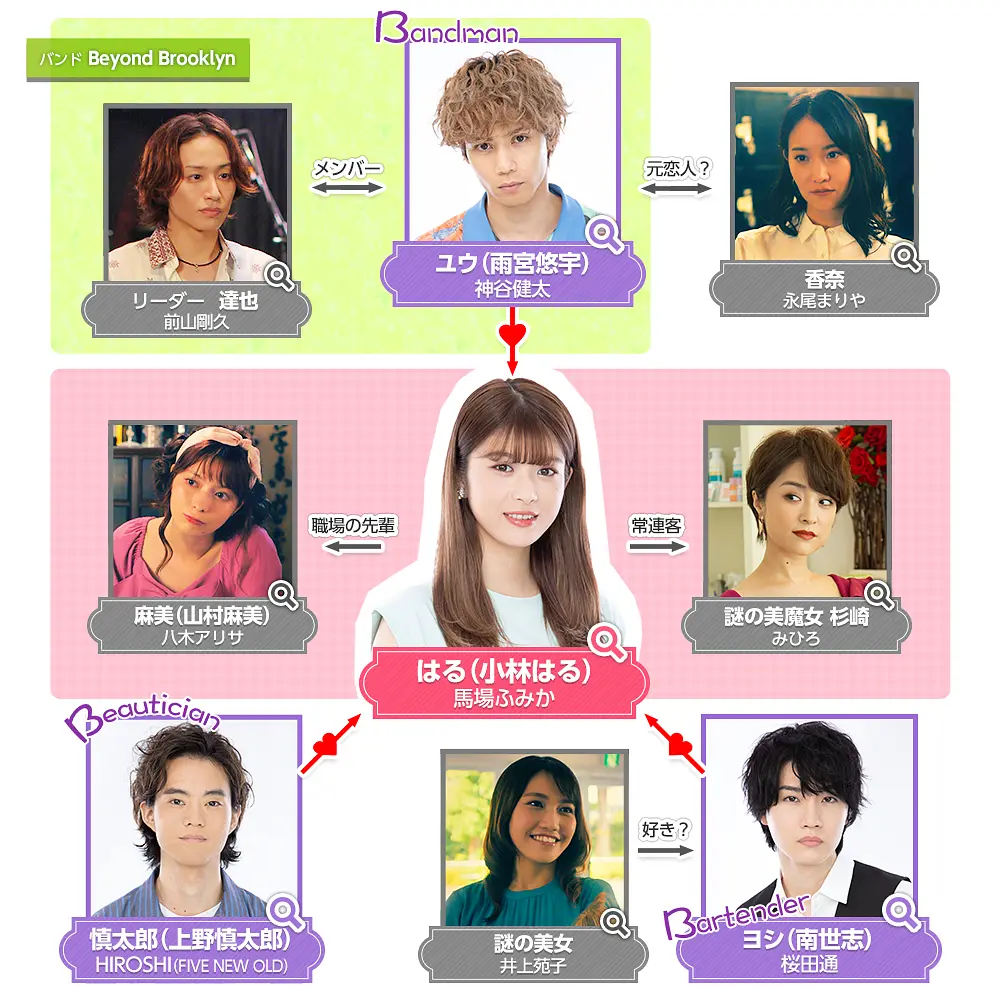 Bandman
バンド Beyond Brooklyn
メンバー
元恋人？
ユウ（雨宮悠宇）
神谷健太
リーダー 達也
前山剛久
香奈
永尾まりや
職場の先輩
常連客
麻美（山村麻美）
八木アリサ
謎の美魔女 杉崎
みひろ
はる（小林はる）
馬場ふみか
Beautician
好き？
Bartender
慎太郎（上野慎太郎）
HIROSHI(FIVE NEW OLD)
謎の美女
井上苑子
ヨシ（南世志）
桜田通